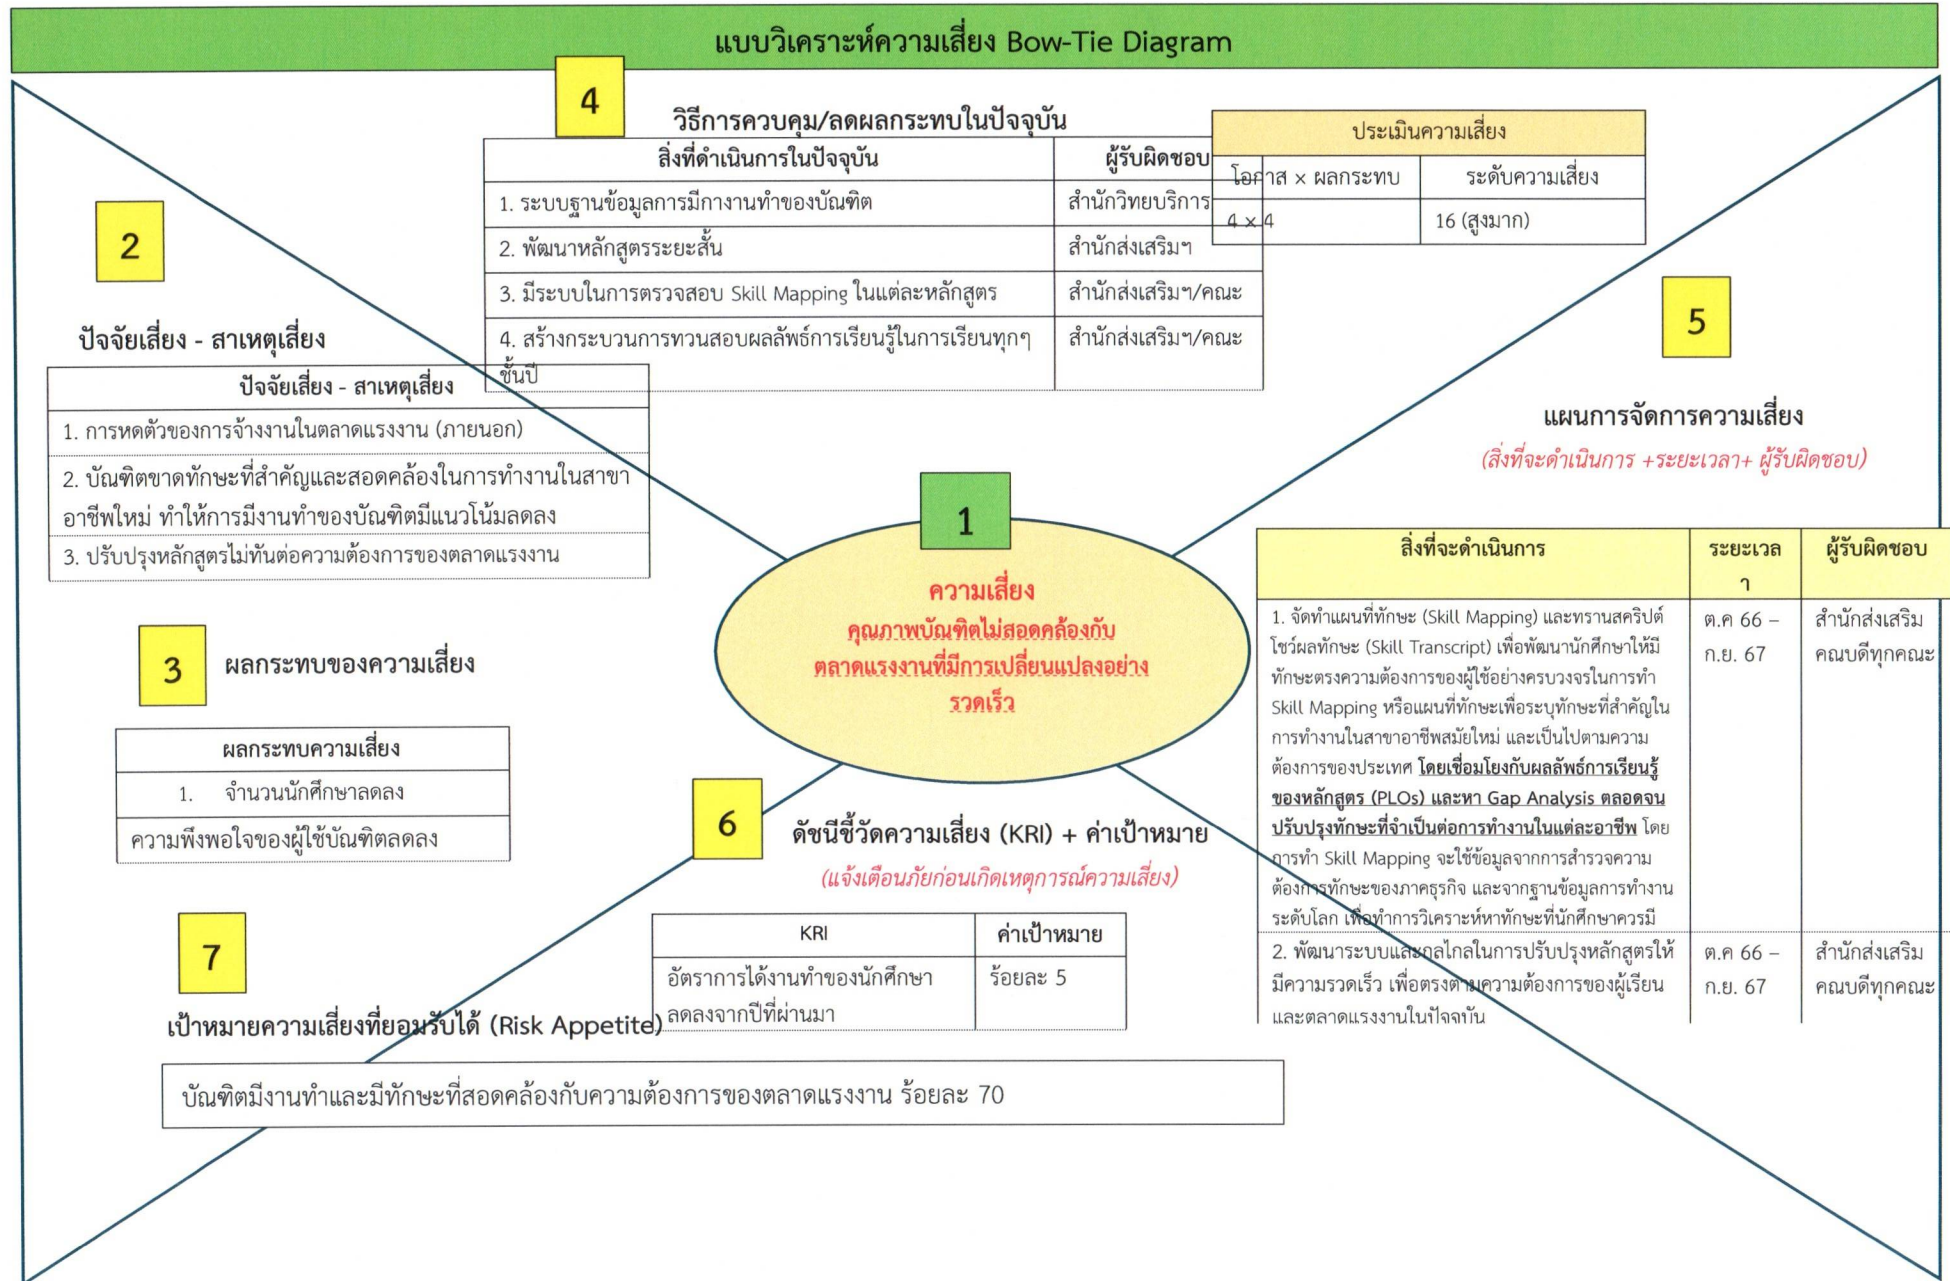 แบบวิเคราะห์ความเสี่ยง Bow-Tie Diagram
4
วิธีการควบคุม/ลดผลกระทบในปัจจุบัน
สิ่งที่ดำเนินการในปัจจุบัน ผู้รับผิดชอบ
1. ระบบฐานข้อมูลการมีกางานทำของบัณฑิต สำนักวิทยบริการ
2. พัฒนาหลักสูตรระยะสั้น สำนักส่งเสริมฯ
3. มีระบบในการตรวจสอบ Skill Mapping ในแต่ละหลักสูตร สำนักส่งเสริมฯ/คณะ
4. สร้างกระบวนการทวนสอบผลลัพธ์การเรียนรู้ในการเรียนทุกๆ สำนักส่งเสริมฯ/คณะ
ชั้นปี
ประเมินความเสี่ยง
โอกาส × ผลกระทบ ระดับความเสี่ยง
4 × 4 16 (สูงมาก)
2
ปัจจัยเสี่ยง - สาเหตุเสี่ยง
ปัจจัยเสี่ยง - สาเหตุเสี่ยง
1. การหดตัวของการจ้างงานในตลาดแรงงาน (ภายนอก)
2. บัณฑิตขาดทักษะที่สำคัญและสอดคล้องในการทำงานในสาขา
อาชีพใหม่ ทำให้การมีงานทำของบัณฑิตมีแนวโน้มลดลง
3. ปรับปรุงหลักสูตรไม่ทันต่อความต้องการของตลาดแรงงาน
1
ความเสี่ยง
คุณภาพบัณฑิตไม่สอดคล้องกับ
ตลาดแรงงานที่มีการเปลี่ยนแปลงอย่าง
รวดเร็ว
5
แผนการจัดการความเสี่ยง
(สิ่งที่จะดำเนินการ +ระยะเวลา+ ผู้รับผิดชอบ)
สิ่งที่จะดำเนินการ ระยะเวล ผู้รับผิดชอบ
า
1. จัดทำแผนที่ทักษะ (Skill Mapping) และทรานสคริปต์ ต.ค 66 – สำนักส่งเสริม
โชว์ผลทักษะ (Skill Transcript) เพื่อพัฒนานักศึกษาให้มี ก.ย. 67 คณบดีทุกคณะ
ทักษะตรงความต้องการของผู้ใช้อย่างครบวงจรในการทำ
Skill Mapping หรือแผนที่ทักษะเพื่อระบุทักษะที่สำคัญใน
การทำงานในสาขาอาชีพสมัยใหม่ และเป็นไปตามความ
ต้องการของประเทศ โดยเชื่อมโยงกับผลลัพธ์การเรียนรู้
ของหลักสูตร (PLOs) และหา Gap Analysis ตลอดจน
ปรับปรุงทักษะที่จำเป็นต่อการทำงานในแต่ละอาชีพ โดย
การทำ Skill Mapping จะใช้ข้อมูลจากการสำรวจความ
ต้องการทักษะของภาคธุรกิจ และจากฐานข้อมูลการทำงาน
ระดับโลก เพื่อทำการวิเคราะห์หาทักษะที่นักศึกษาควรมี
2. พัฒนาระบบและกลไกลในการปรับปรุงหลักสูตรให้ ต.ค 66 – สำนักส่งเสริม
มีความรวดเร็ว เพื่อตรงตามความต้องการของผู้เรียน ก.ย. 67 คณบดีทุกคณะ
และตลาดแรงงานในปัจจุบัน
3
ผลกระทบของความเสี่ยง
ผลกระทบความเสี่ยง
1. จำนวนนักศึกษาลดลง
ความพึงพอใจของผู้ใช้บัณฑิตลดลง
6
ดัชนีชี้วัดความเสี่ยง (KRI) + ค่าเป้าหมาย
(แจ้งเตือนภัยก่อนเกิดเหตุการณ์ความเสี่ยง)
KRI ค่าเป้าหมาย
อัตราการได้งานทำของนักศึกษา ร้อยละ 5
ลดลงจากปีที่ผ่านมา
7
เป้าหมายความเสี่ยงที่ยอมรับได้ (Risk Appetite)
บัณฑิตมีงานทำและมีทักษะที่สอดคล้องกับความต้องการของตลาดแรงงาน ร้อยละ 70